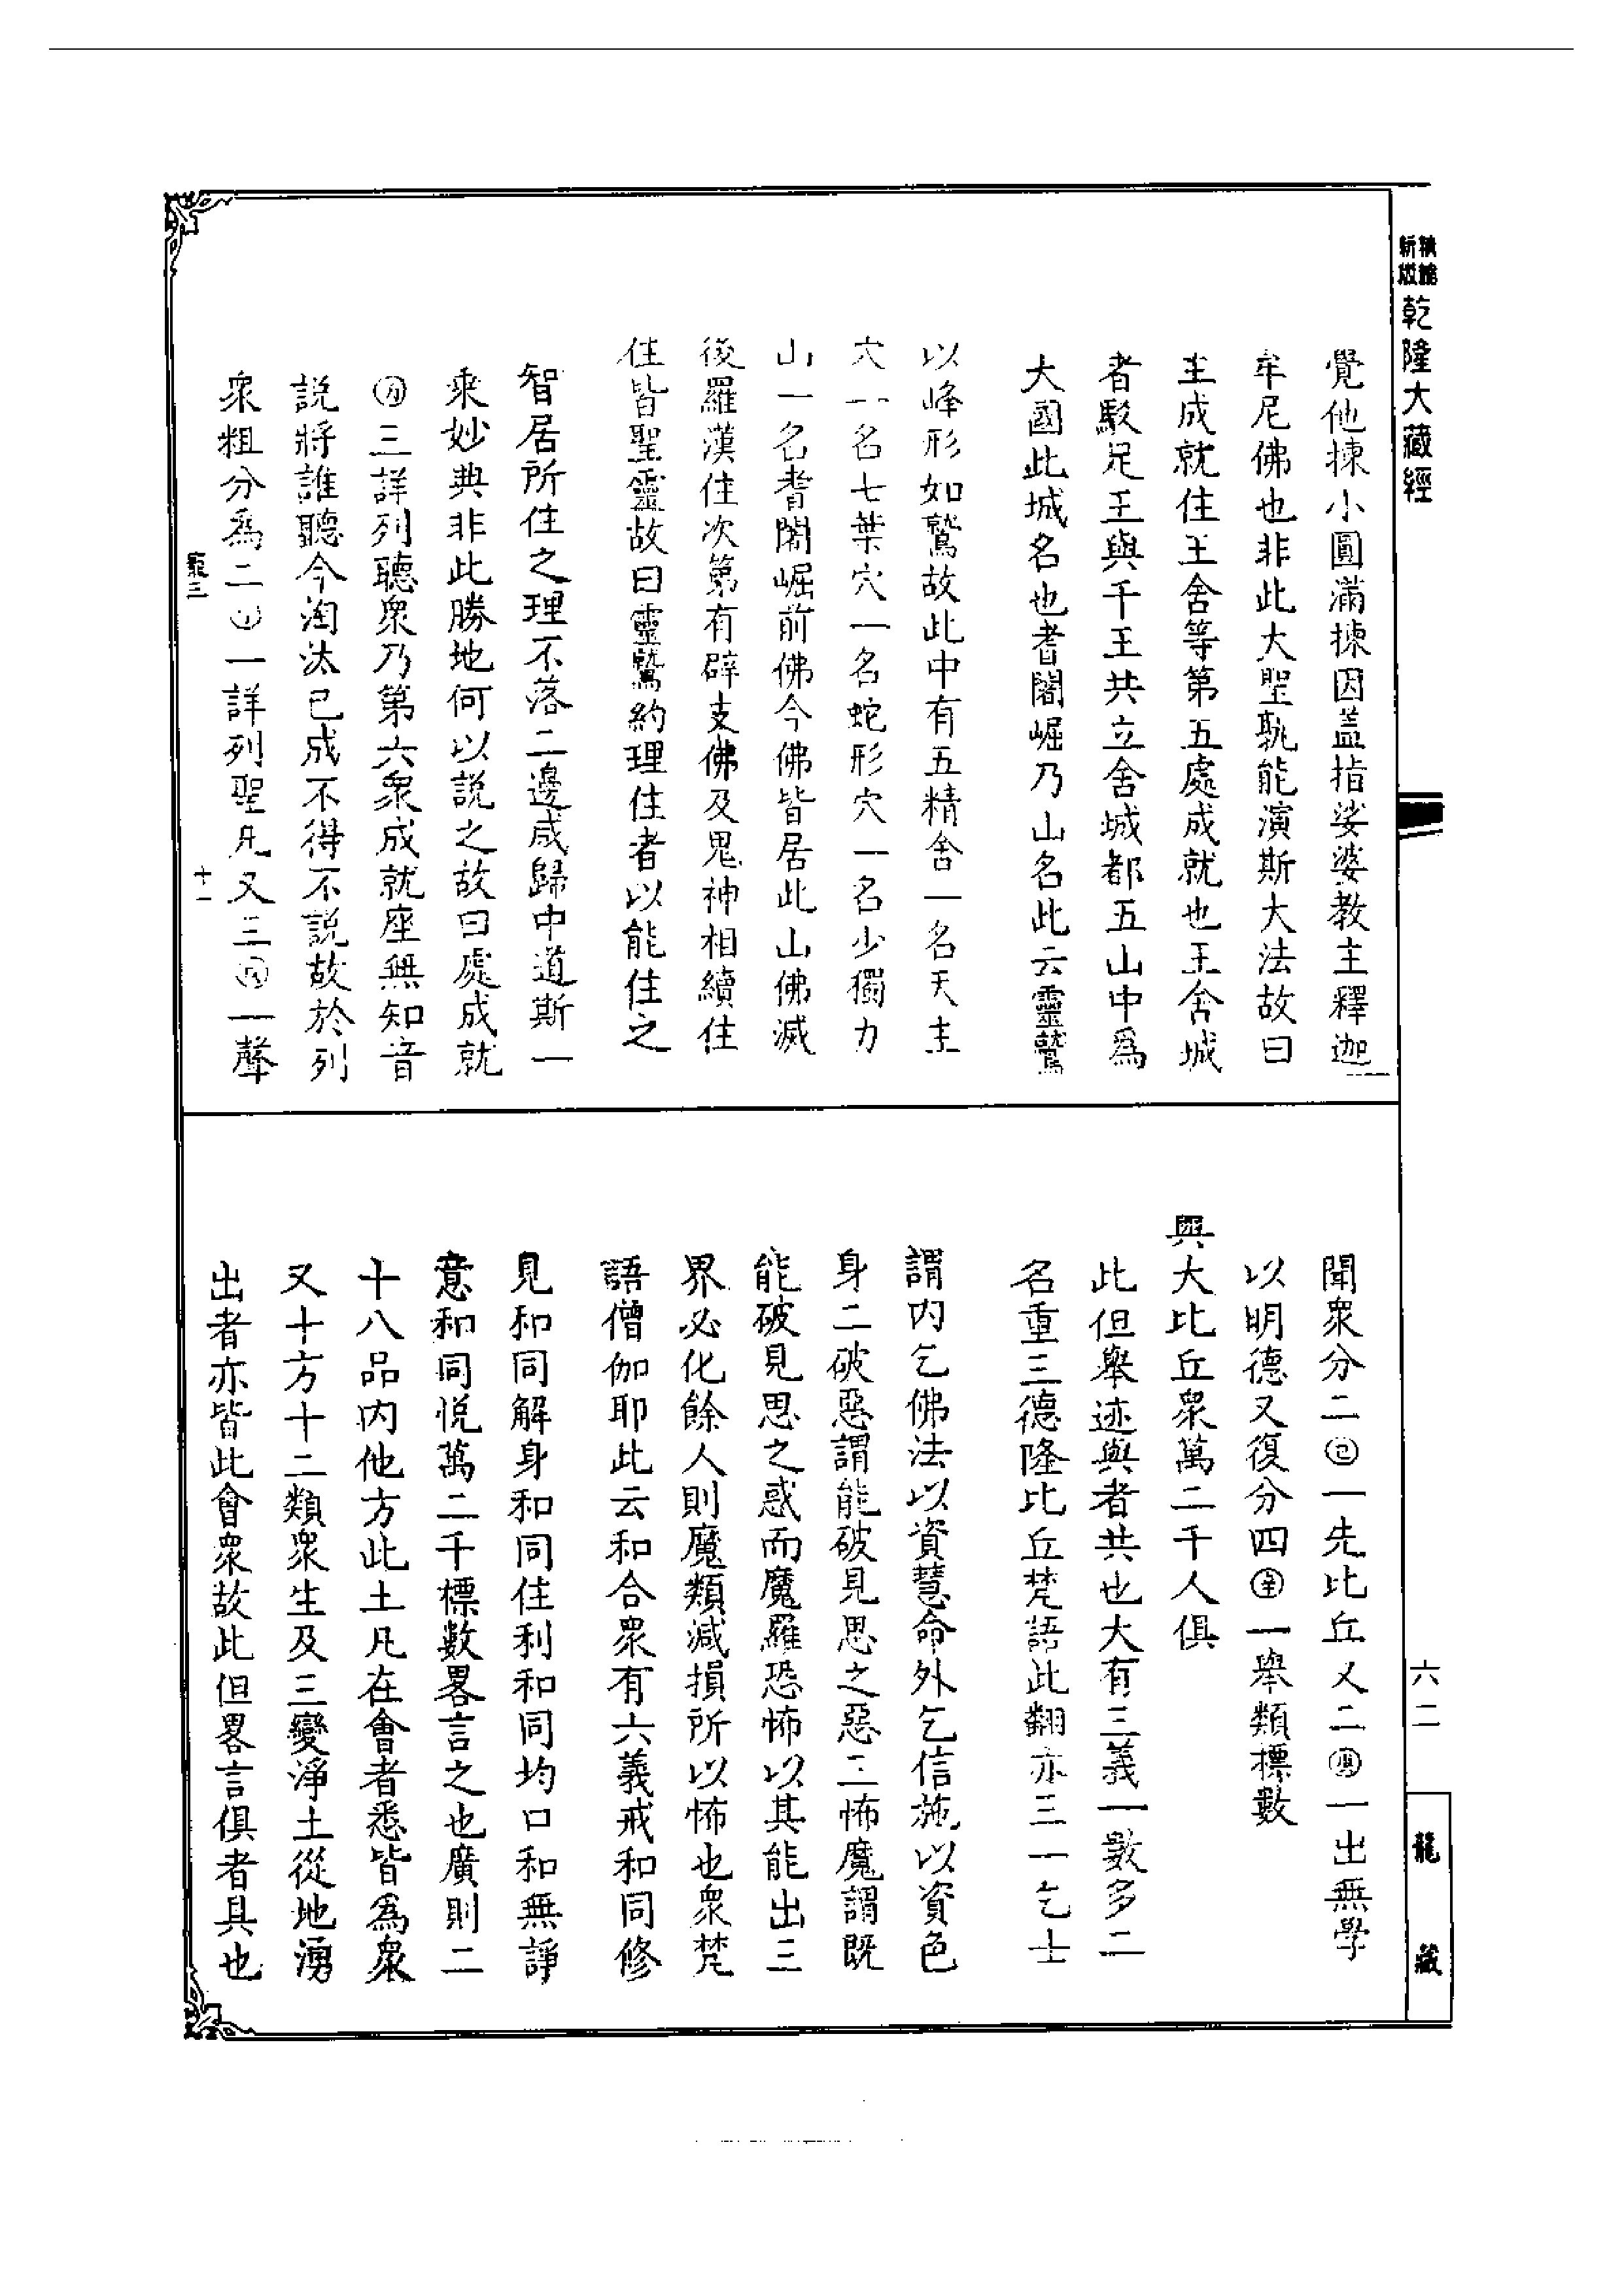 乾隆大藏經
覺他揀小圓滿揀因盖指娑婆教主釋迦
牟尼佛也非此大聖孰能演斯大法故曰
主成就住王舍等第五處成就也王舍城
者駁足王與千王共立舍城都五山中爲
大國此城名也耆闍崛乃山名此云靈鷲
以峰形如鷲故此中有五精舍一名天主
穴一名七葉穴一名蛇形穴一名少獨力
山一名耆闍崛前佛今佛皆居此山佛滅
後羅漢住次第有辟支佛及鬼神相續住
住皆聖靈故曰靈鷲約理住者以能住之
智居所住之理不落二邊咸歸中道斯一
乘妙典非此勝地何以説之故曰處成就
三詳列聽衆乃第六衆成就座無知音
説將誰聽今淘汰已成不得不説故於列
衆粗分爲二一詳列聖凡又三一聲
十一
聞衆分二㊁一先比丘又二一出無學
以明德又復分四㊛一舉類標數
與大比丘衆萬二千人俱
此但舉迹與者共也大有三義一數多二
名重三德隆比丘梵語此翻亦三一乞士
謂内乞佛法以資慧命外乞信施以資色
身二破惡謂能破見思之惡三怖魔謂既
能破見思之惑而魔羅恐怖以其能出三
界必化餘人則魔類減損所以怖也衆梵
語僧伽耶此云和合衆有六義戒和同修
見和同解身和同住利和同均口和無諍
意和同悦萬二千標數畧言之也廣則二
十八品内他方此土凡在會者悉皆爲衆
又十方十二類衆生及三變淨土從地湧
出者亦皆此會衆故此但畧言俱者具也
六二
龍藏